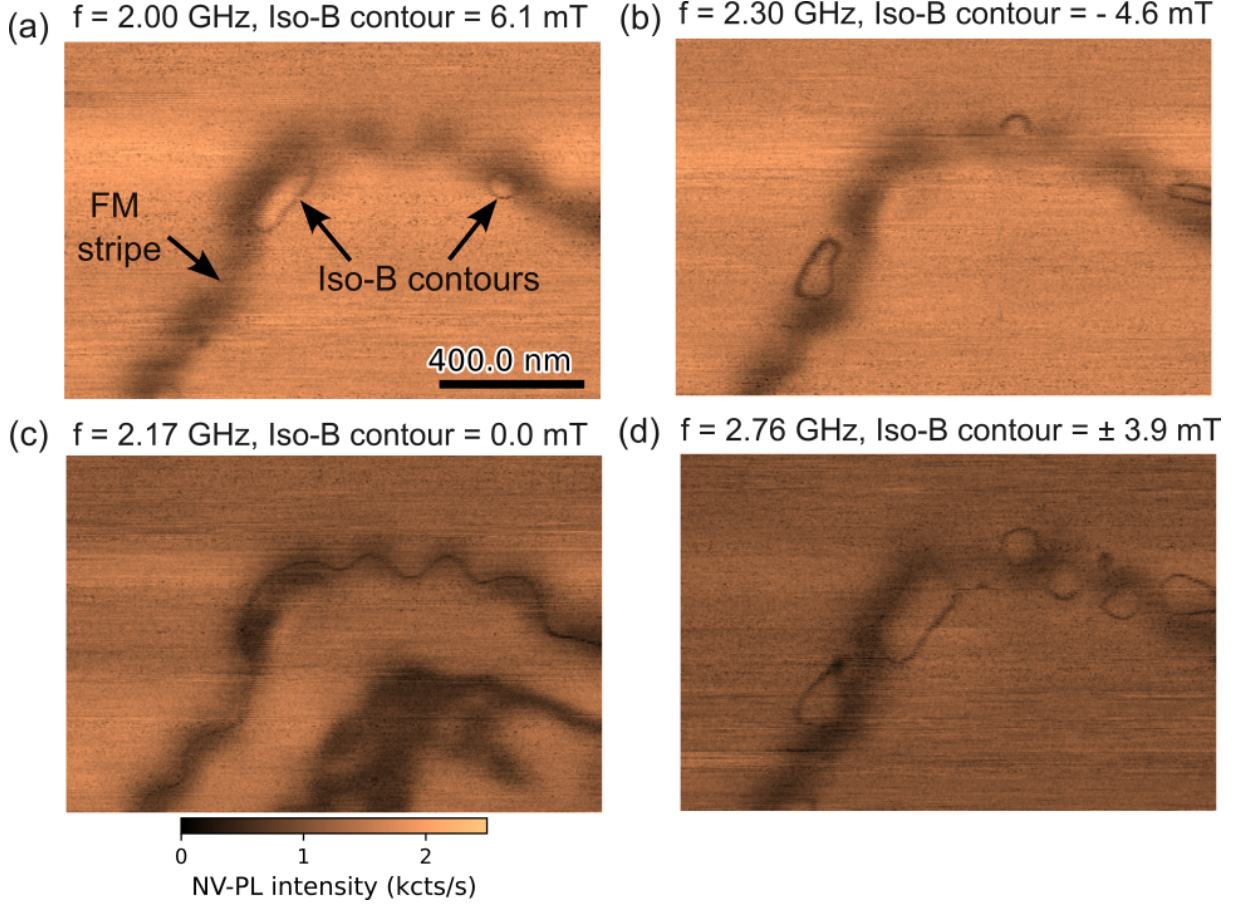 (a) f = 2.00 GHz, Iso-B contour = 6.1 mT
FM
stripe
Iso-B contours
400.0 nm
(b) f = 2.30 GHz, Iso-B contour = - 4.6 mT
(c) f = 2.17 GHz, Iso-B contour = 0.0 mT
(d) f = 2.76 GHz, Iso-B contour = ± 3.9 mT
0 1 2
NV-PL intensity (kcts/s)